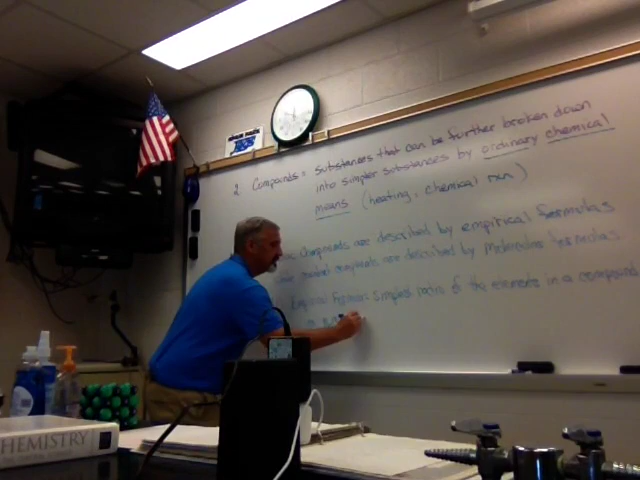 2. Compounds = Substances that can be further broken down
into simpler substances by ordinary chemical
means (heating, chemical rxn)
compounds are described by empirical formulas
compounds are described by Molecular formulas
Empirical Formula: simplest ratio of the elements in a compound
HEMISTRY